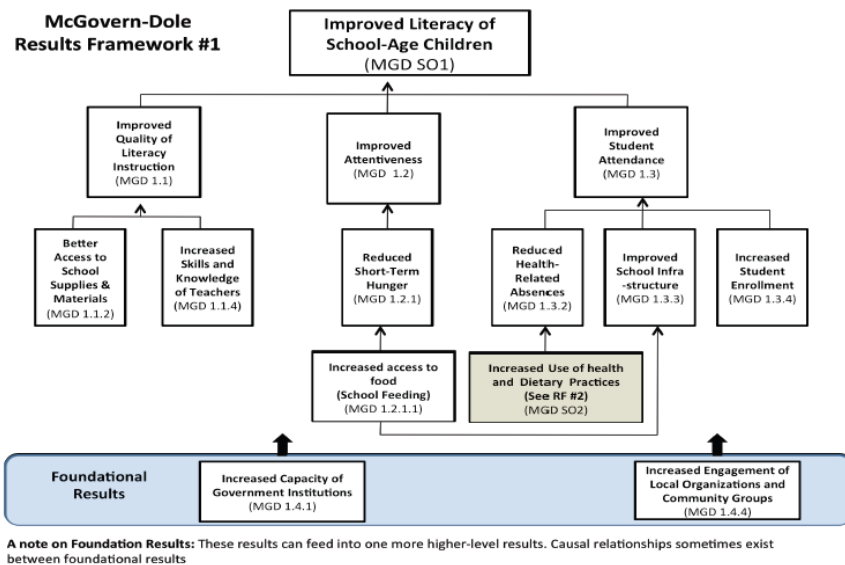 McGovern-Dole
Results Framework #1
Improved Literacy of
School-Age Children
(MGD SO1)
Improved
Quality of
Literacy
Instruction
(MGD 1.1)
Improved
Attentiveness
(MGD 1.2)
Improved
Student
Attendance
(MGD 1.3)
Better
Access to
School
Supplies &
Materials
(MGD 1.1.2)
Increased
Skills and
Knowledge
of Teachers
(MGD 1.1.4)
Reduced
Short-Term
Hunger
(MGD 1.2.1)
Reduced
Health-
Related
Absences
(MGD 1.3.2)
Improved
School Infra
-structure
(MGD 1.3.3)
Increased
Student
Enrollment
(MGD 1.3.4)
Increased access to
food
(School Feeding)
(MGD 1.2.1.1)
Increased Use of health
and Dietary Practices
(See RF #2)
(MGD SO2)
Foundational
Results
Increased Capacity of
Government Institutions
(MGD 1.4.1)
Increased Engagement of
Local Organizations and
Community Groups
(MGD 1.4.4)
A note on Foundation Results: These results can feed into one more higher-level results. Causal relationships sometimes exist
between foundational results